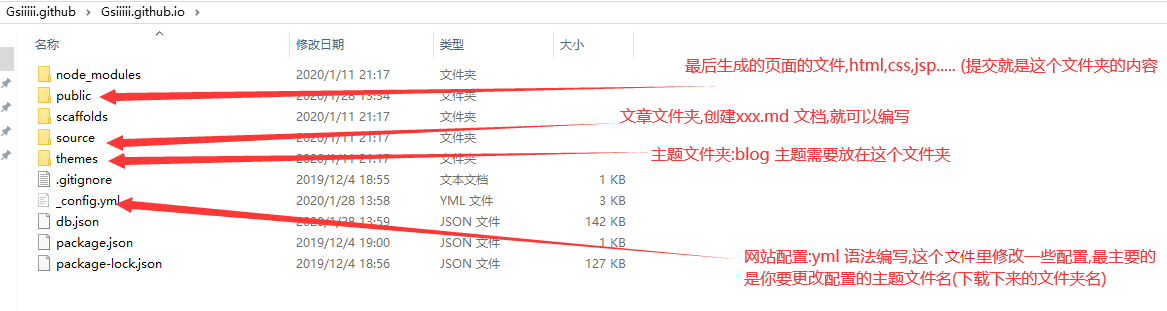 Gsiiiii.github > Gsiiiii.github.io >
名称 修改日期 类型 大小
node_modules 2020/1/11 21:17 文件夹
最后生成的页面的文件,html,css,jsp..... (提交就是这个文件夹的内容
public 2020/1/28 13:54 文件夹
scaffolds 2020/1/11 21:17 文件夹
文章文件夹,创建xxx.md 文档,就可以编写
source 2020/1/11 21:17 文件夹
主题文件夹:blog 主题需要放在这个文件夹
themes 2020/1/11 21:17 文件夹
.gitignore 2019/12/4 18:55 文本文档 1 KB
_config.yml 2020/1/28 13:58 YML 文件 3 KB
db.json 2020/1/28 13:59 JSON 文件 142 KB
package.json 2019/12/4 19:00 JSON 文件 1 KB
package-lock.json 2019/12/4 18:56 JSON 文件 127 KB
网站配置:yml 语法编写,这个文件里修改一些配置,最主要的
是你要更改配置的主题文件名(下载下来的文件夹名)